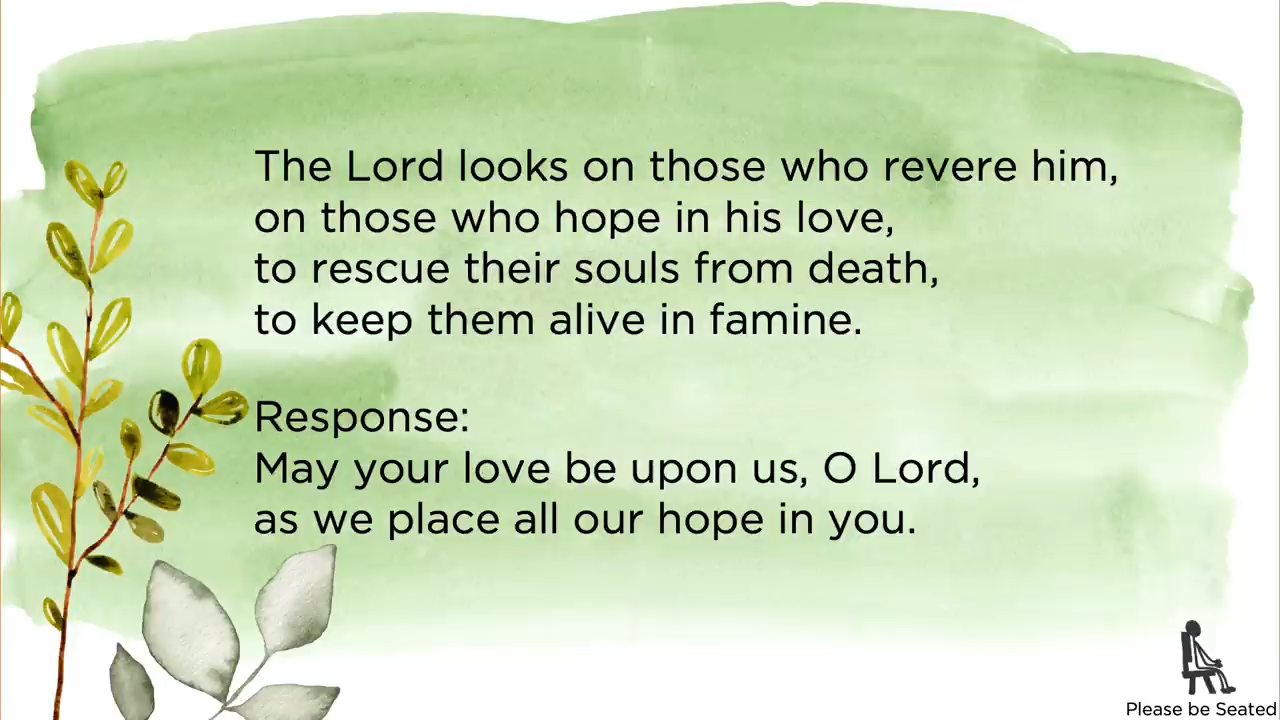 The Lord looks on those who revere him,
on those who hope in his love,
to rescue their souls from death,
to keep them alive in famine.
Response:
May your love be upon us, O Lord,
as we place all our hope in you.
Please be Seated